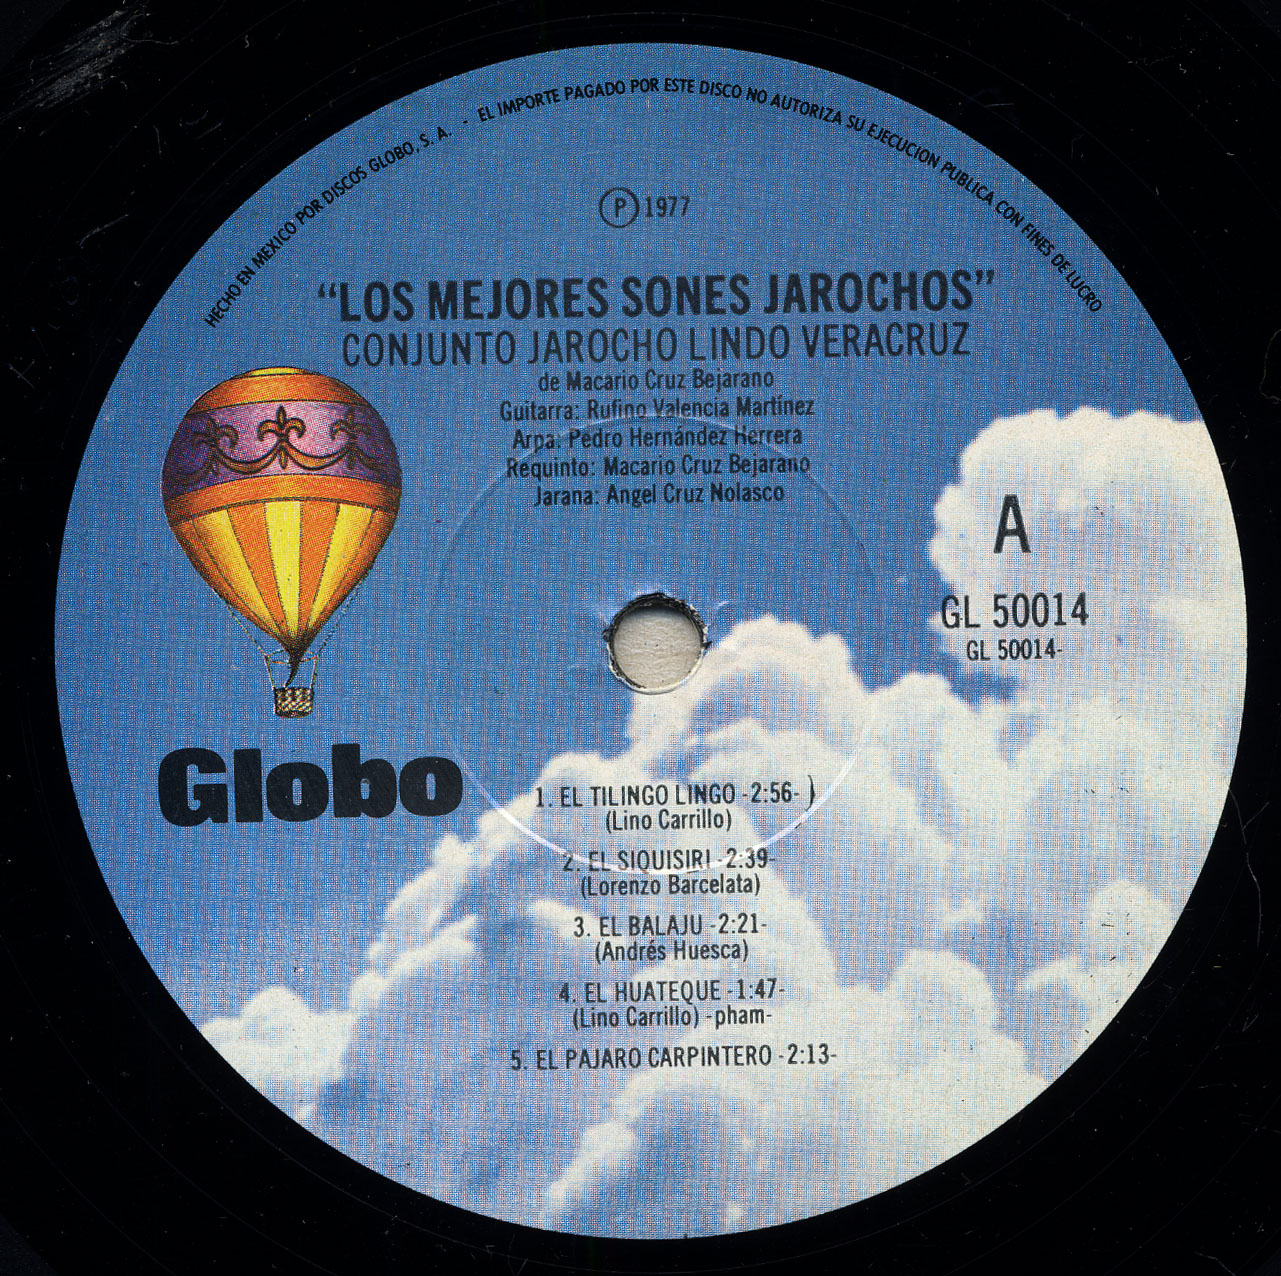 HECHO EN MEXICO POR DISCOS GLOBO, S. A. - EL IMPORTE PAGADO POR ESTE DISCO NO AUTORIZA SU EJECUCION PUBLICA CON FINES DE LUCRO
Ⓟ 1977
"LOS MEJORES SONES JAROCHOS"
CONJUNTO JAROCHO LINDO VERACRUZ
de Macario Cruz Bejarano
Guitarra: Rufino Valencia Martínez
Arpa: Pedro Hernández Herrera
Requinto: Macario Cruz Bejarano
Jarana: Angel Cruz Nolasco
A
GL 50014
GL 50014-
Globo
1. EL TILINGO LINGO -2:56- )
(Lino Carrillo)
2. EL SIQUISIRI -2:39-
(Lorenzo Barcelata)
3. EL BALAJU -2:21-
(Andrés Huesca)
4. EL HUATEQUE -1:47-
(Lino Carrillo) -pham-
5. EL PAJARO CARPINTERO -2:13-